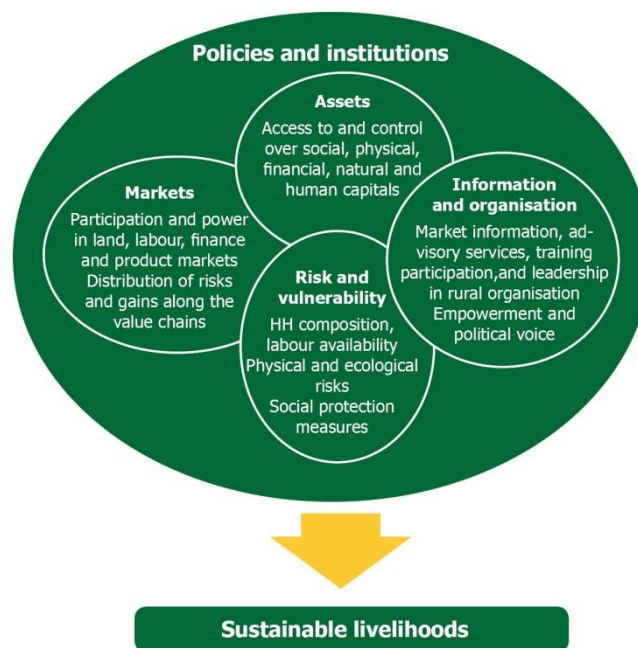 Policies and institutions
Assets
Access to and control
over social, physical,
financial, natural and
human capitals
Markets
Participation and power
in land, labour, finance
and product markets
Distribution of risks
and gains along the
value chains
Information
and organisation
Market information, ad-
visory services, training
participation,and leadership
in rural organisation
Empowerment and
political voice
Risk and
vulnerability
HH composition,
labour availability
Physical and ecological
risks
Social protection
measures
Sustainable livelihoods